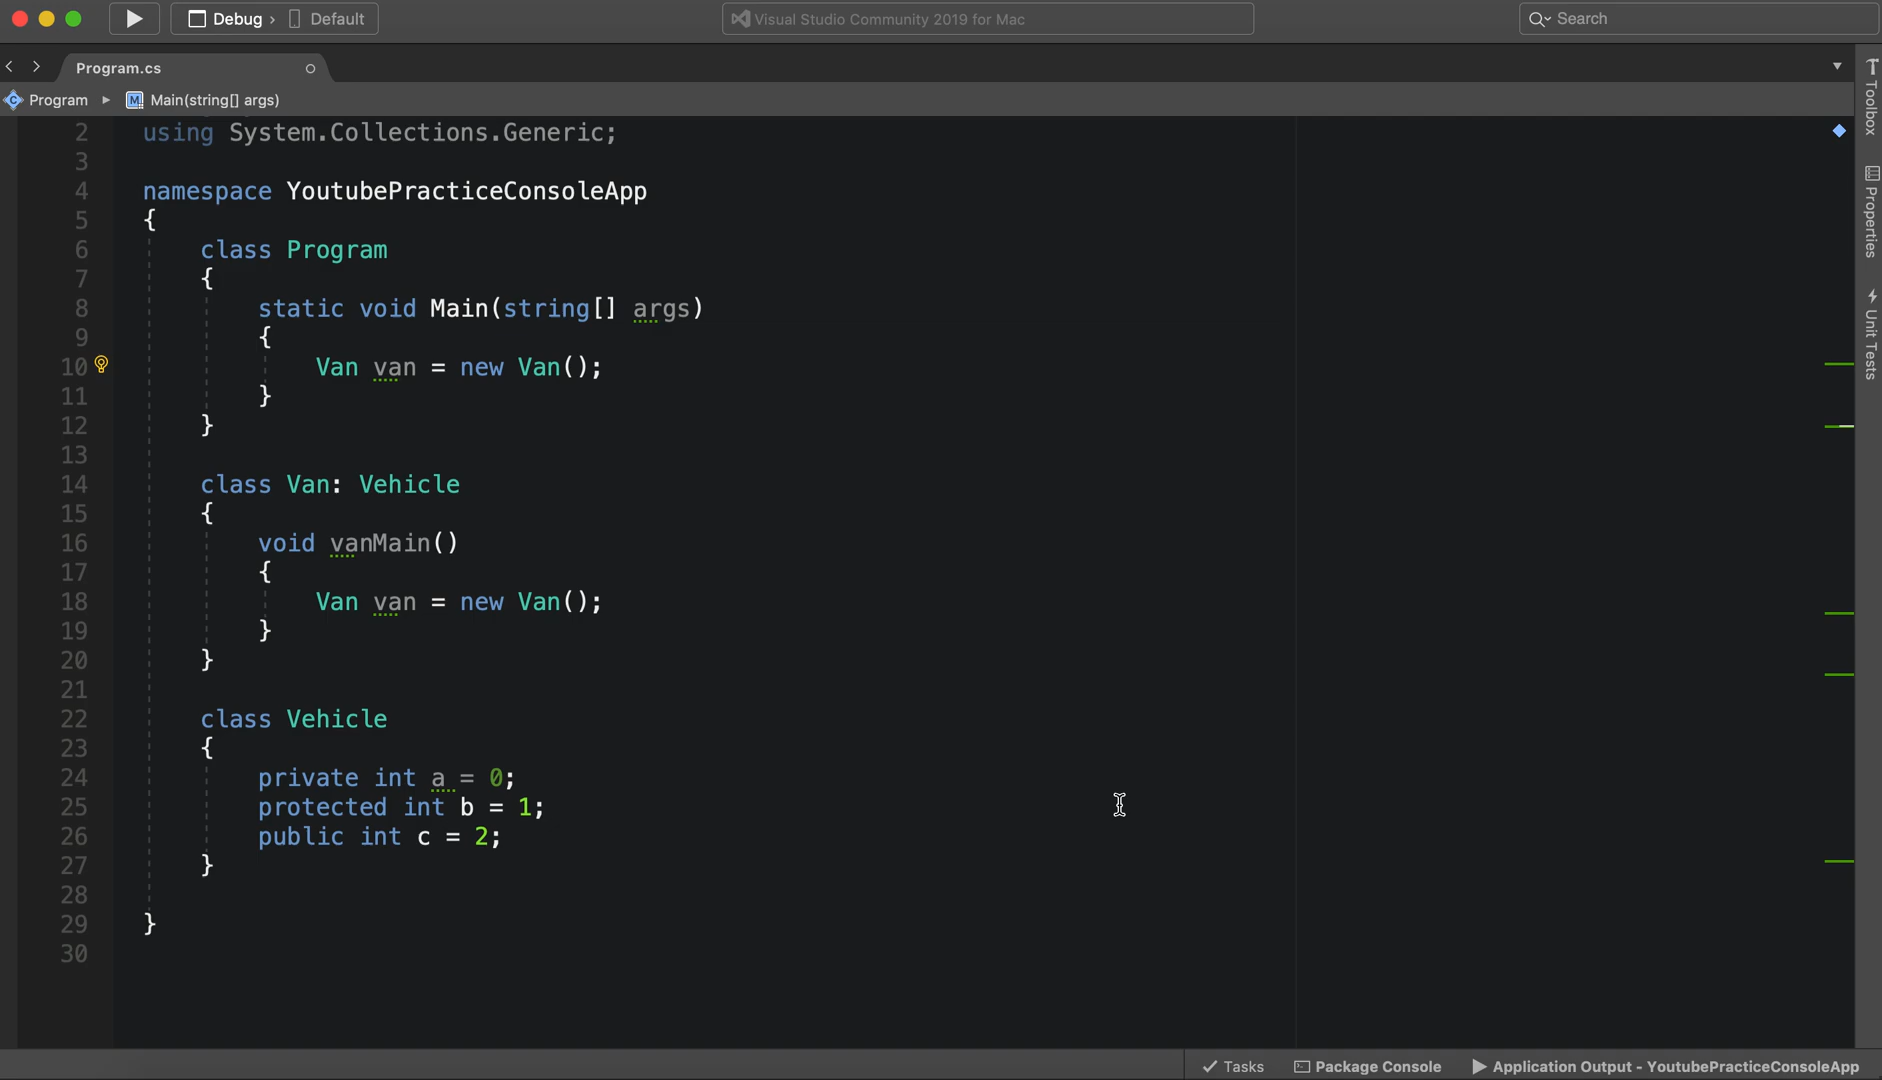 Debug › Default
Visual Studio Community 2019 for Mac
Search
Program.cs
Program ▸ M Main(string[] args)
Toolbox
Properties
Unit Tests
2 using System.Collections.Generic;
3
4 namespace YoutubePracticeConsoleApp
5 {
6 class Program
7 {
8 static void Main(string[] args)
9 {
10 Van van = new Van();
11 }
12 }
13
14 class Van: Vehicle
15 {
16 void vanMain()
17 {
18 Van van = new Van();
19 }
20 }
21
22 class Vehicle
23 {
24 private int a = 0;
25 protected int b = 1;
26 public int c = 2;
27 }
28
29 }
30
Tasks
Package Console
Application Output - YoutubePracticeConsoleApp